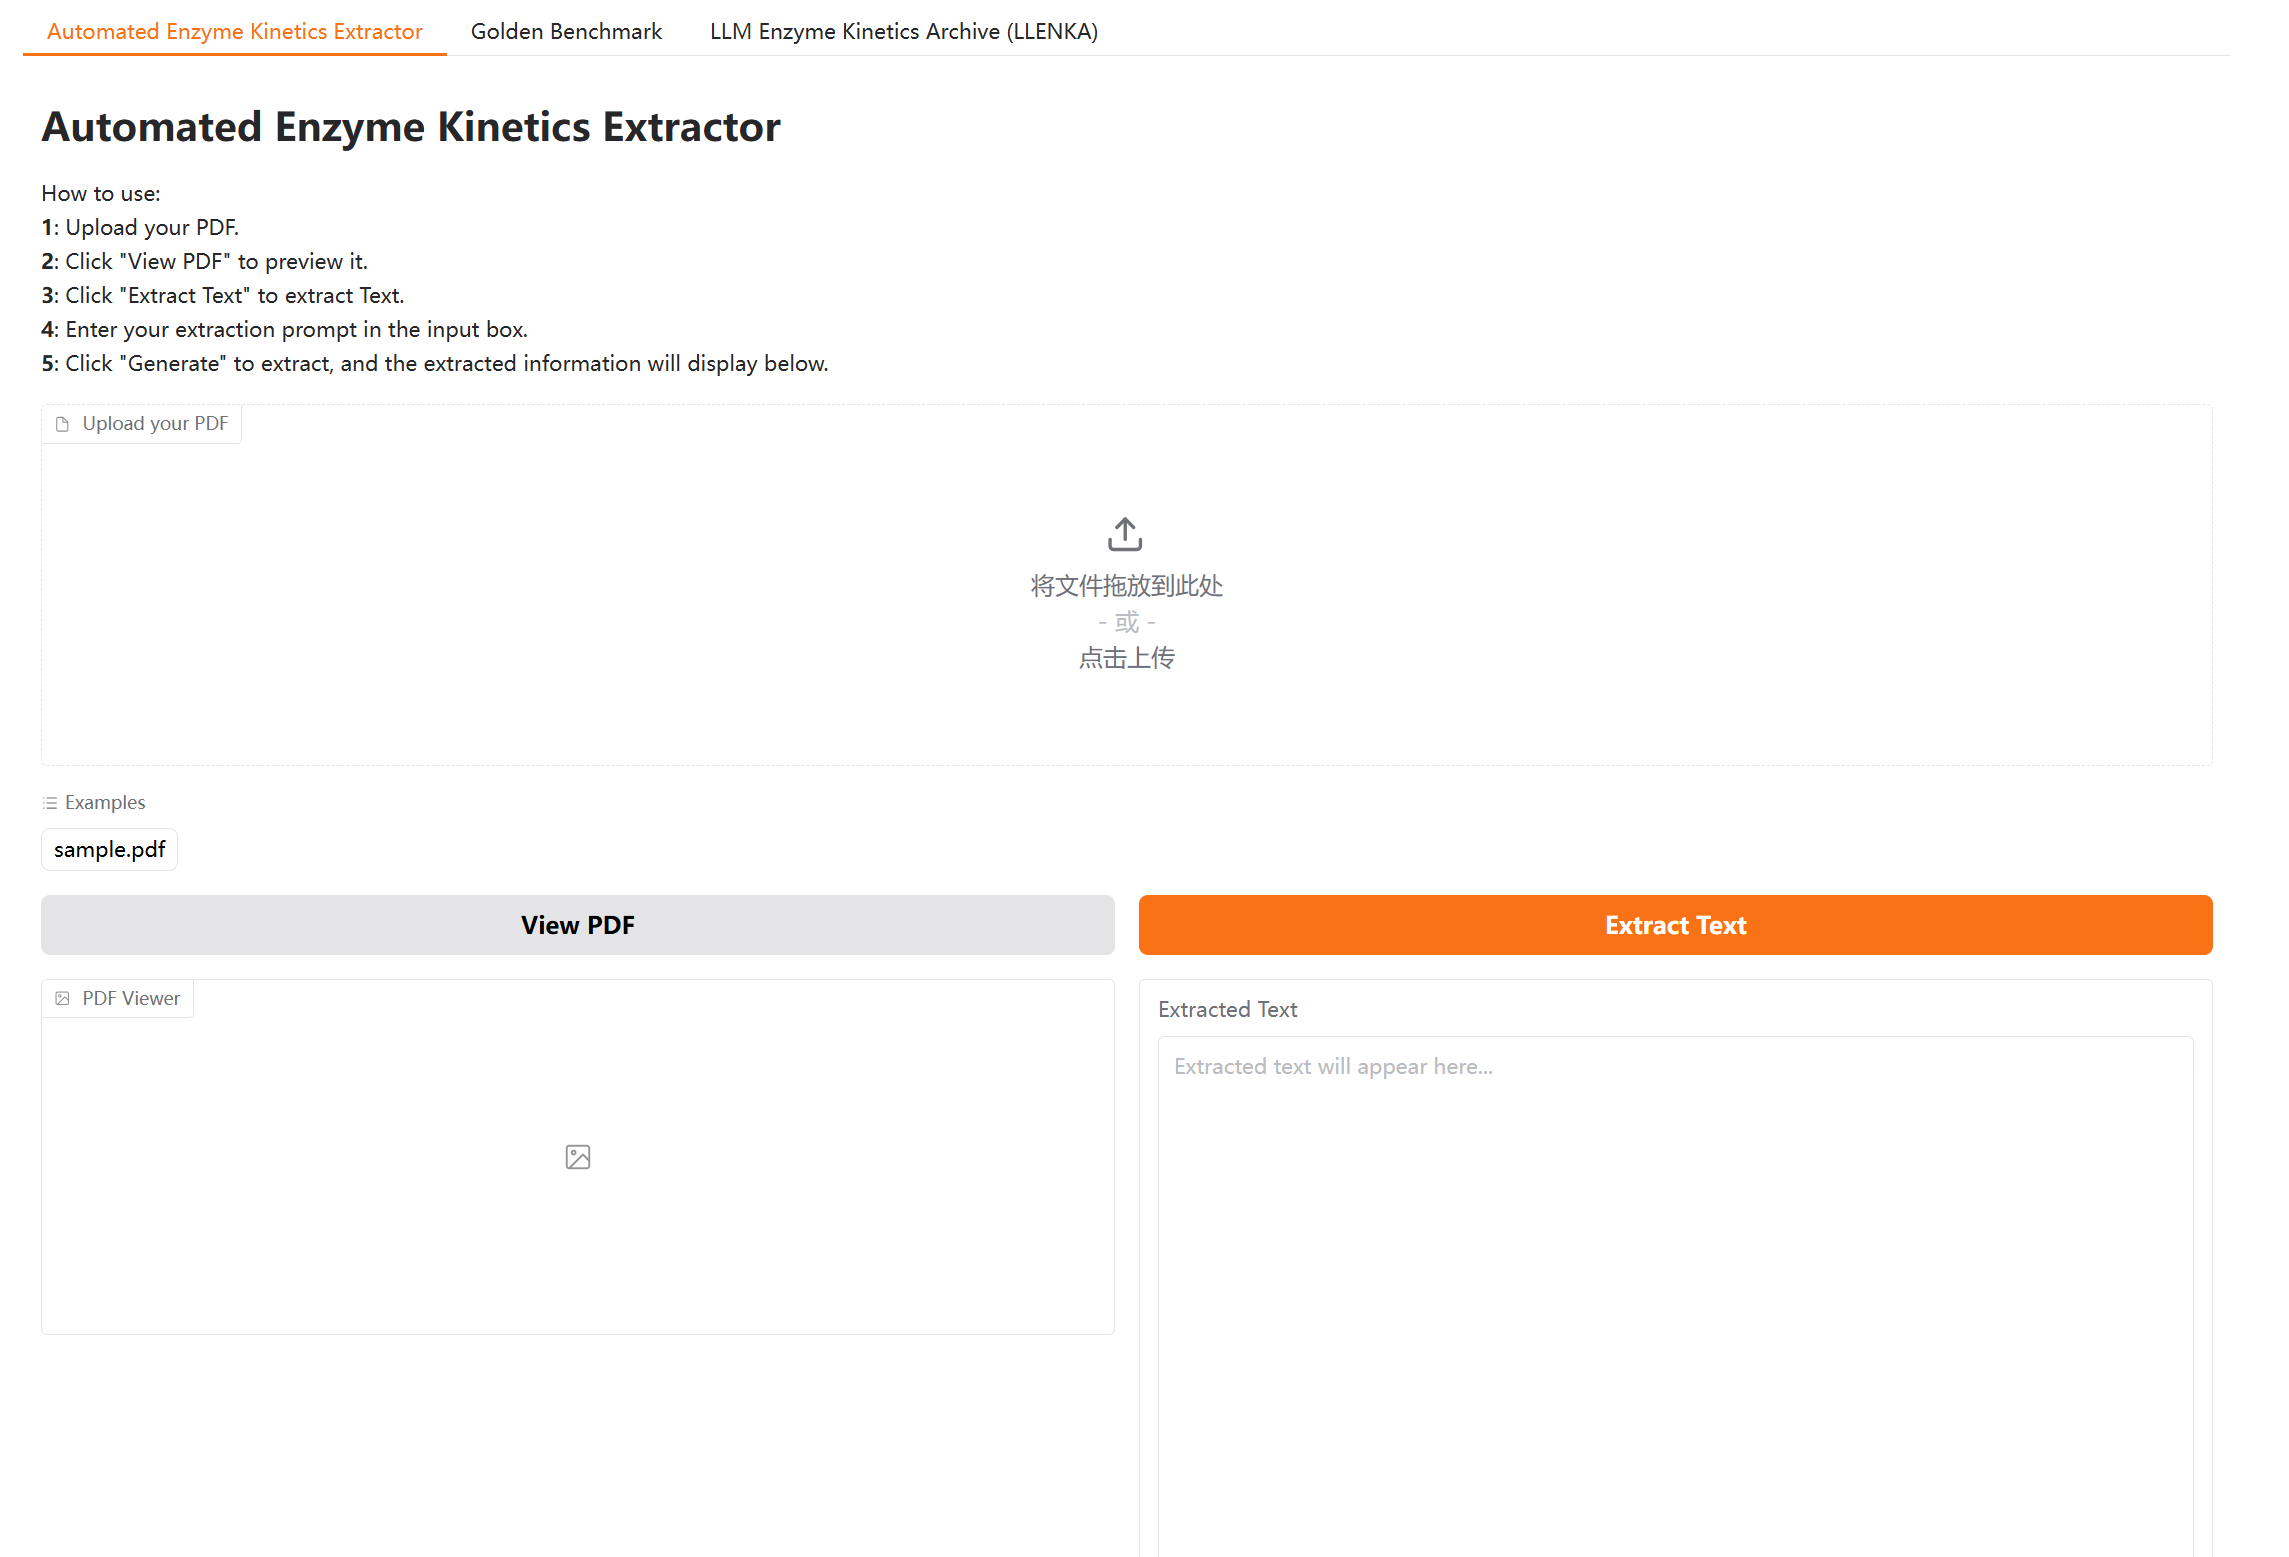 Automated Enzyme Kinetics Extractor
Golden Benchmark
LLM Enzyme Kinetics Archive (LLENKA)
Automated Enzyme Kinetics Extractor
How to use:
1: Upload your PDF.
2: Click "View PDF" to preview it.
3: Click "Extract Text" to extract Text.
4: Enter your extraction prompt in the input box.
5: Click "Generate" to extract, and the extracted information will display below.
Upload your PDF
将文件拖放到此处
- 或 -
点击上传
Examples
sample.pdf
View PDF
Extract Text
PDF Viewer
Extracted Text
Extracted text will appear here...